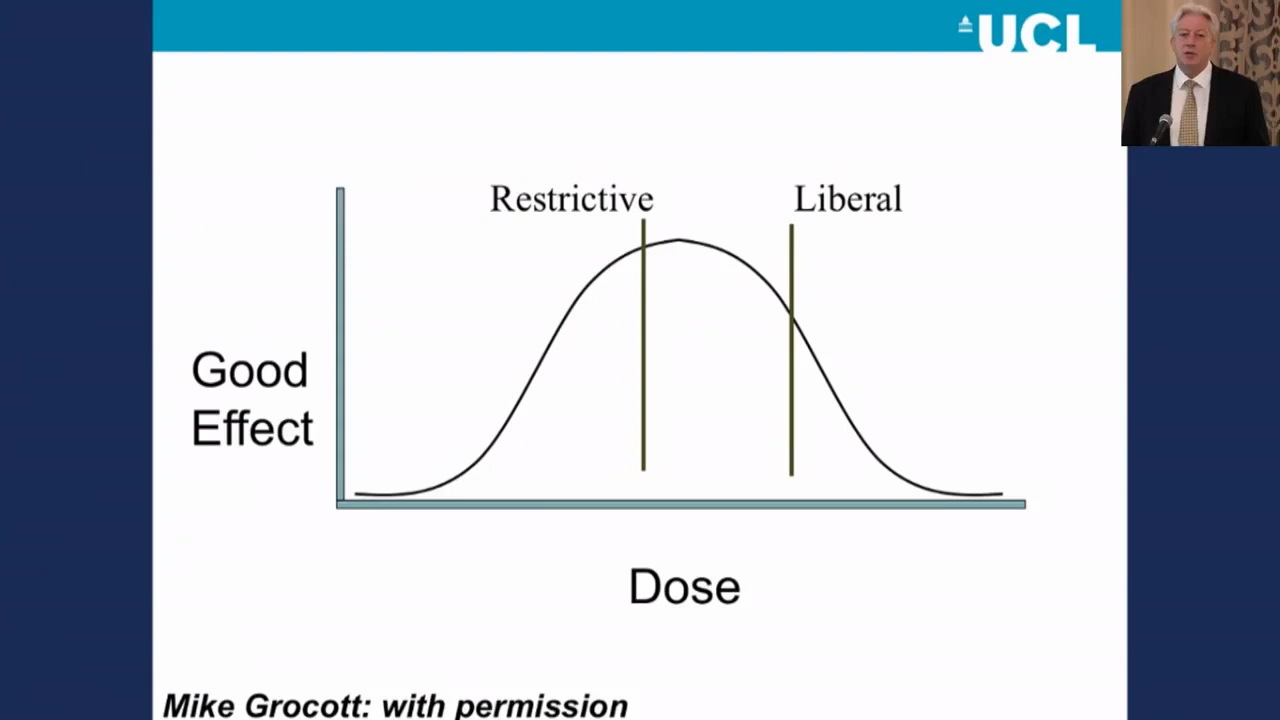 UCL
Restrictive
Liberal
Good
Effect
Dose
Mike Grocott: with permission